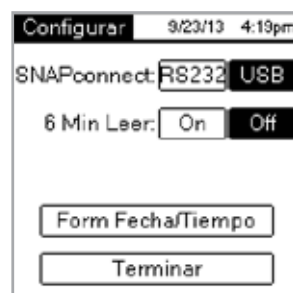 Configurar 9/23/13 4:19pm
SNAPconnect: RS232 USB
6 Min Leer: On Off
Form Fecha/Tiempo
Terminar